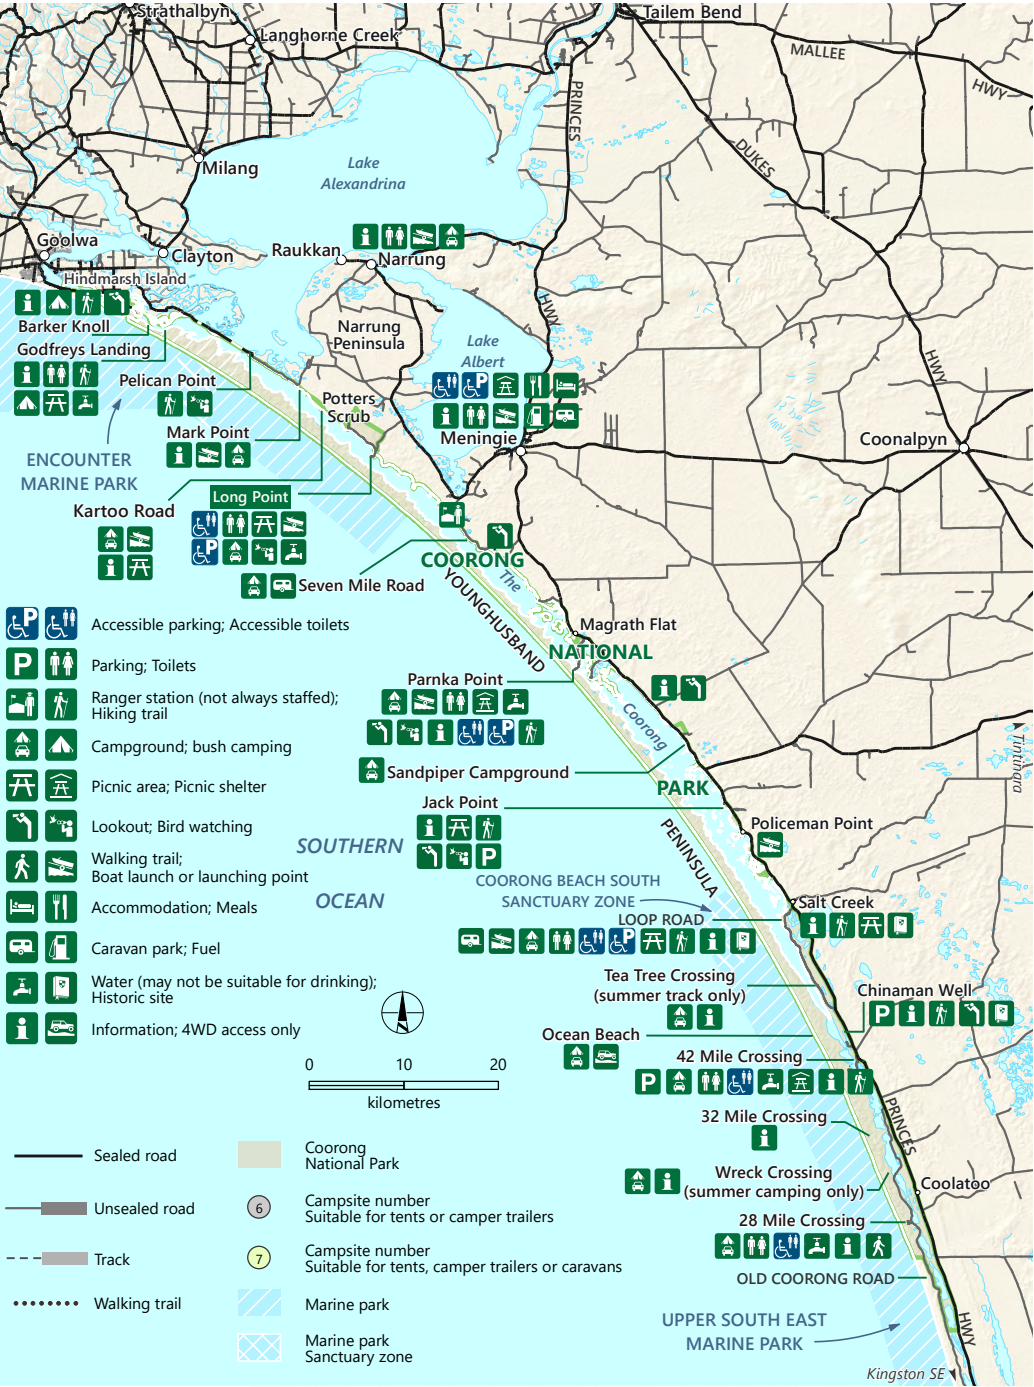 Strathalbyn
Langhorne Creek
Tailem Bend
MALLEE
HWY
PRINCES
DUKES
Lake
Alexandrina
Milang
Goolwa
Clayton
Raukkan
Narrung
Hindmarsh Island
HWY
Barker Knoll
Narrung
Peninsula
Lake
Albert
Godfreys Landing
HWY
Pelican Point
P
Potters
Scrub
Mark Point
Meningie
Coonalpyn
ENCOUNTER
MARINE PARK
Long Point
Kartoo Road
P
COORONG
Seven Mile Road
The
YOUNGHUSBAND
Accessible parking; Accessible toilets
Magrath Flat
NATIONAL
Parking; Toilets
Parnka Point
Ranger station (not always staffed);
Hiking trail
P
Coorong
Campground; bush camping
Tintinara
Sandpiper Campground
Picnic area; Picnic shelter
PARK
Jack Point
Lookout; Bird watching
P
Policeman Point
SOUTHERN
OCEAN
PENINSULA
Walking trail;
Boat launch or launching point
COORONG BEACH SOUTH
SANCTUARY ZONE
Accommodation; Meals
Salt Creek
LOOP ROAD
P
Caravan park; Fuel
Tea Tree Crossing
(summer track only)
Water (may not be suitable for drinking);
Historic site
Chinaman Well
P
Information; 4WD access only
Ocean Beach
42 Mile Crossing
P
0 10 20
kilometres
32 Mile Crossing
PRINCES
Sealed road
Coorong
National Park
Wreck Crossing
(summer camping only)
Coolatoo
Unsealed road
6
Campsite number
Suitable for tents or camper trailers
28 Mile Crossing
Track
7
Campsite number
Suitable for tents, camper trailers or caravans
OLD COORONG ROAD
Walking trail
Marine park
UPPER SOUTH EAST
MARINE PARK
HWY
Marine park
Sanctuary zone
Kingston SE